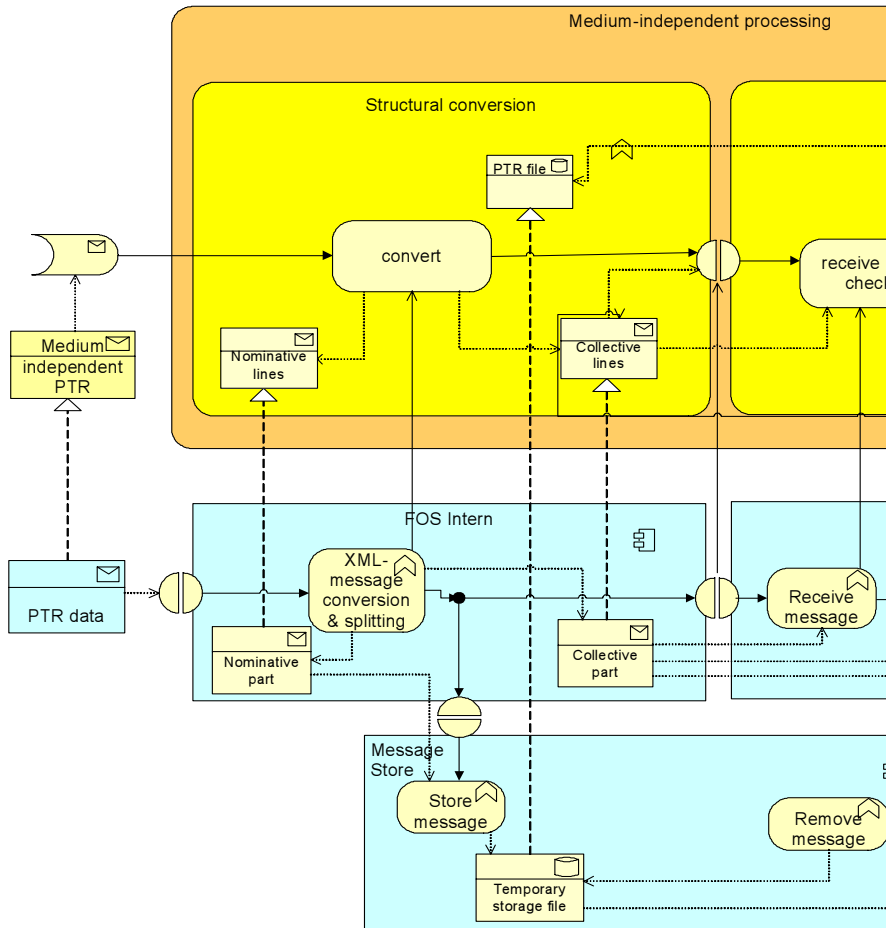 Medium-independent processing
Structural conversion
PTR file
convert
receive
check
Nominative
lines
Collective
lines
Medium
independent
PTR
FOS Intern
XML-
message
conversion
& splitting
PTR data
Nominative
part
Collective
part
Receive
message
Message
Store
Store
message
Remove
message
Temporary
storage file